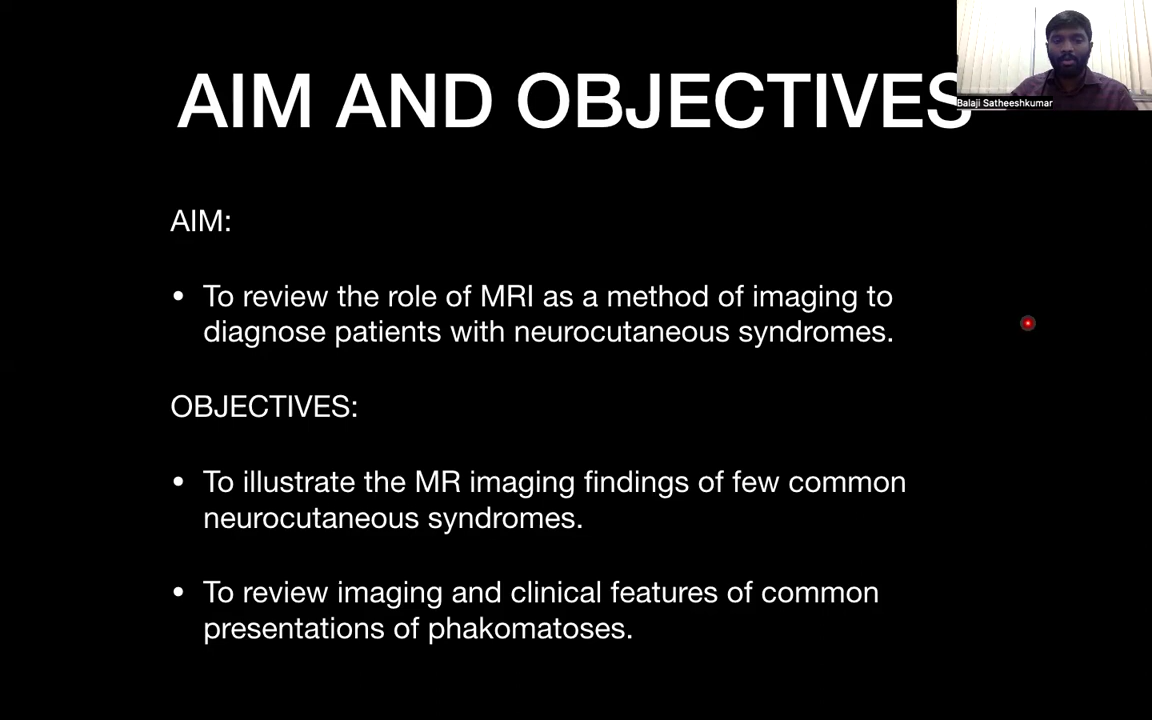 AIM AND OBJECTIVES
Balaji Satheeshkumar
AIM:
• To review the role of MRI as a method of imaging to
diagnose patients with neurocutaneous syndromes.
OBJECTIVES:
• To illustrate the MR imaging findings of few common
neurocutaneous syndromes.
• To review imaging and clinical features of common
presentations of phakomatoses.